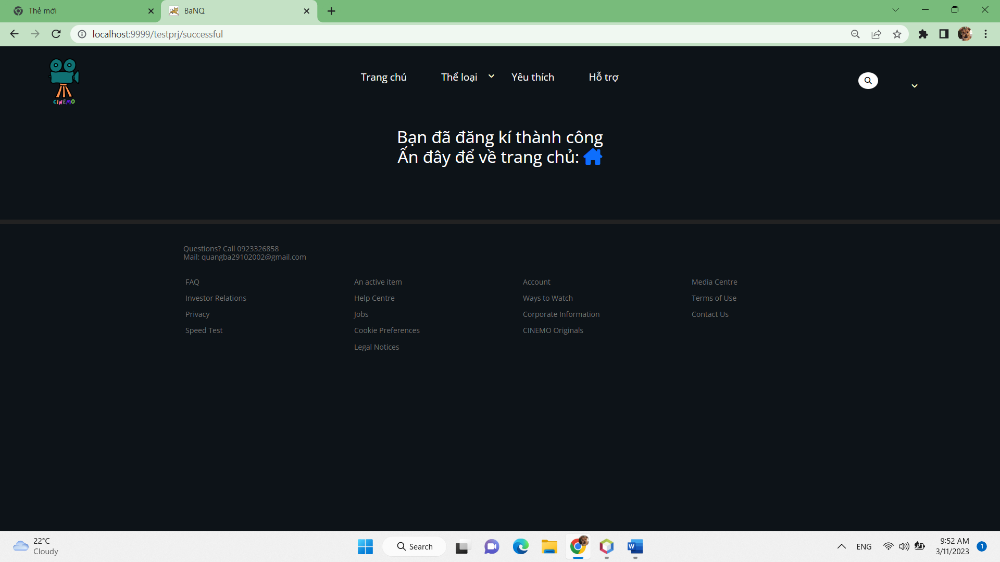 Thẻ mới
BaNQ
localhost:9999/testprj/successful
CINEMO
Trang chủ
Thể loại
Yêu thích
Hỗ trợ
Bạn đã đăng kí thành công
Ấn đây để về trang chủ:
Questions? Call 0923326858
Mail: quangba29102002@gmail.com
FAQ
Investor Relations
Privacy
Speed Test
An active item
Help Centre
Jobs
Cookie Preferences
Legal Notices
Account
Ways to Watch
Corporate Information
CINEMO Originals
Media Centre
Terms of Use
Contact Us
22°C
Cloudy
Search
W
ENG
9:52 AM
3/11/2023
1